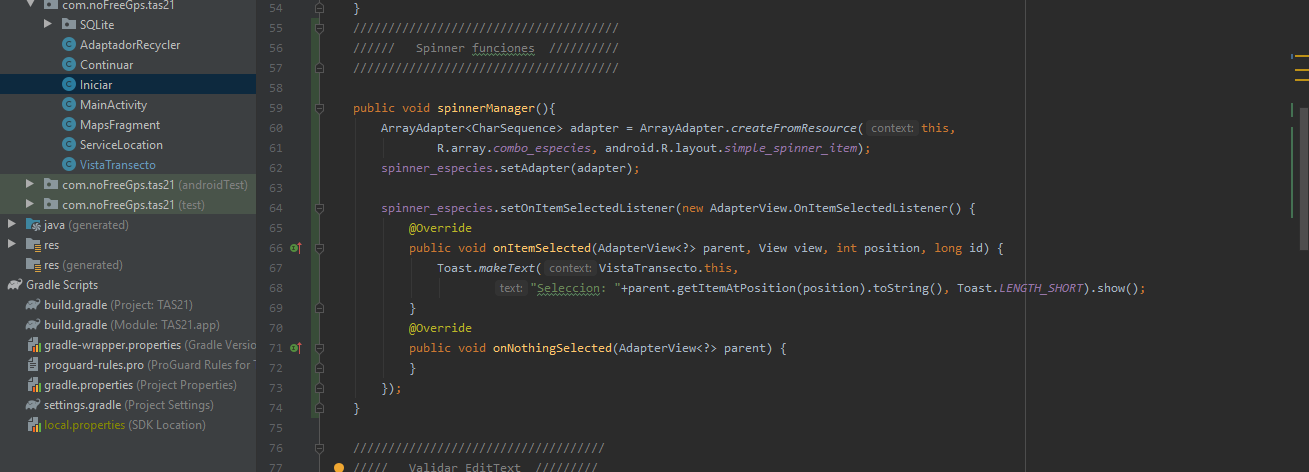 com.noFreeGps.tas21
SQLite
AdaptadorRecycler
Continuar
Iniciar
MainActivity
MapsFragment
ServiceLocation
VistaTransecto
com.noFreeGps.tas21 (androidTest)
com.noFreeGps.tas21 (test)
java (generated)
res
res (generated)
Gradle Scripts
build.gradle (Project: TAS21)
build.gradle (Module: TAS21.app)
gradle-wrapper.properties (Gradle Versio
proguard-rules.pro (ProGuard Rules for T
gradle.properties (Project Properties)
settings.gradle (Project Settings)
local.properties (SDK Location)
54 }
55 //////////////////////////////////////
56 ////// Spinner funciones //////////
57 //////////////////////////////////////
58
59 public void spinnerManager(){
60 ArrayAdapter<CharSequence> adapter = ArrayAdapter.createFromResource( context: this,
61 R.array.combo_especies, android.R.layout.simple_spinner_item);
62 spinner_especies.setAdapter(adapter);
63
64 spinner_especies.setOnItemSelectedListener(new AdapterView.OnItemSelectedListener() {
65 @Override
66 public void onItemSelected(AdapterView<?> parent, View view, int position, long id) {
67 Toast.makeText( context: VistaTransecto.this,
68 text: "Seleccion: "+parent.getItemAtPosition(position).toString(), Toast.LENGTH_SHORT).show();
69 }
70 @Override
71 public void onNothingSelected(AdapterView<?> parent) {
72 }
73 });
74 }
75
76 ////////////////////////////////////
77 ///// Validar EditText /////////